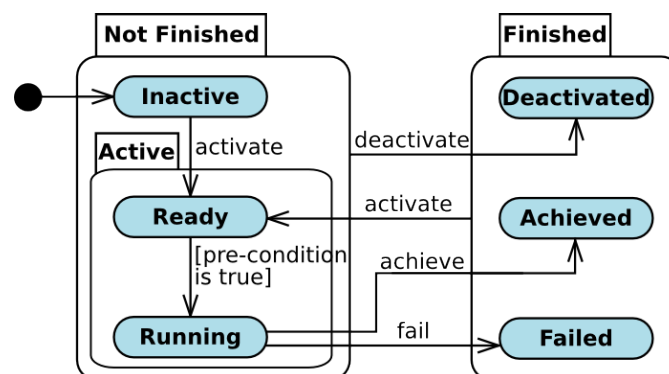 Not Finished
Finished
Inactive
Deactivated
deactivate
activate
Active
activate
Ready
Achieved
[pre-condition
is true]
achieve
Running
fail
Failed